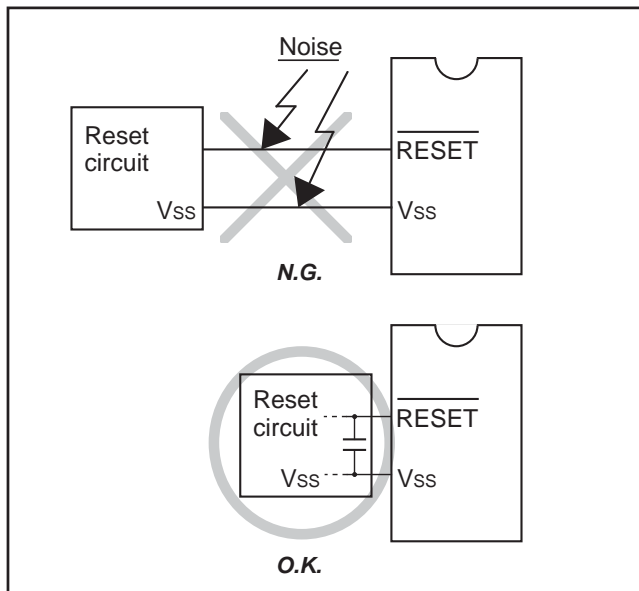 Noise
Reset
circuit
RESET
Vss
Vss
N.G.
Reset
circuit
RESET
Vss
Vss
O.K.